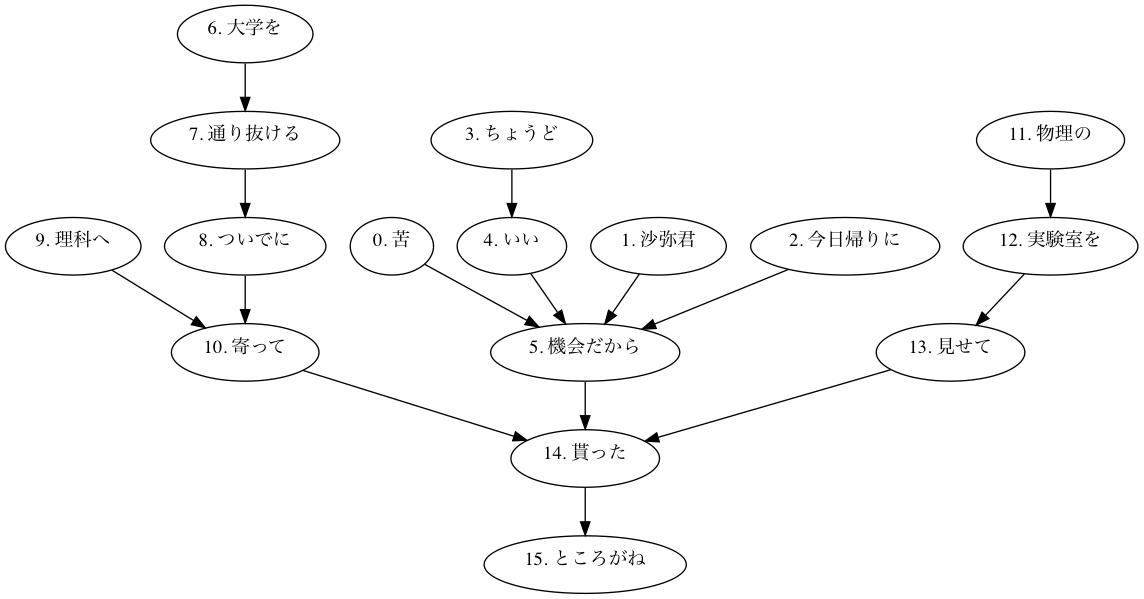 6. 大学を
7. 通り抜ける
3. ちょうど
11. 物理の
9. 理科へ
8. ついでに
0. 苦
4. いい
1. 沙弥君
2. 今日帰りに
12. 実験室を
10. 寄って
5. 機会だから
13. 見せて
14. 貰った
15. ところがね